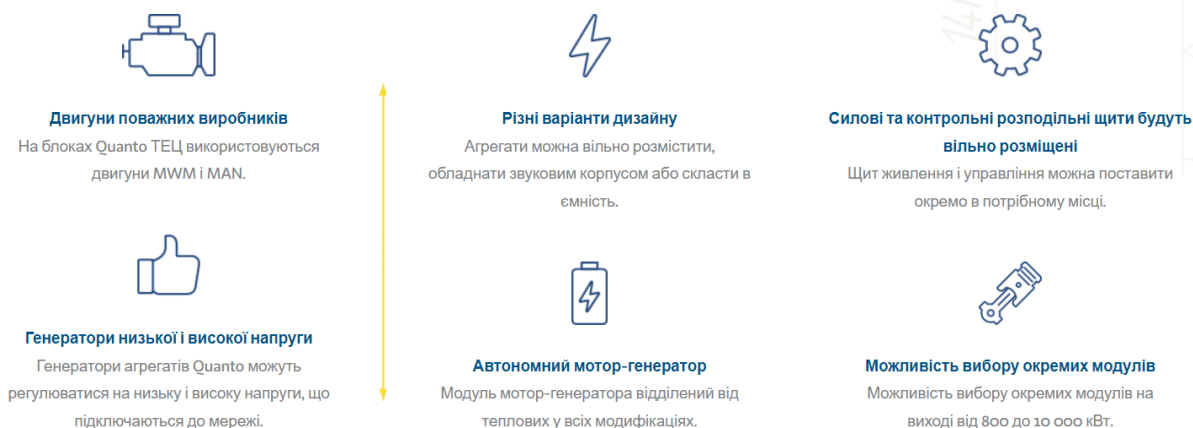 Двигуни поважних виробників
На блоках Quanto ТЕЦ використовуються
двигуни MWM і MAN.
Різні варіанти дизайну
Агрегати можна вільно розмістити,
обладнати звуковим корпусом або скласти в
ємність.
Силові та контрольні розподільні щити будуть
вільно розміщені
Щит живлення і управління можна поставити
окремо в потрібному місці.
Генератори низької і високої напруги
Генератори агрегатів Quanto можуть
регулюватися на низьку і високу напруги, що
підключаються до мережі.
Автономний мотор-генератор
Модуль мотор-генератора відділений від
теплових у всіх модифікаціях.
Можливість вибору окремих модулів
Можливість вибору окремих модулів на
виході від 800 до 10 000 кВт.